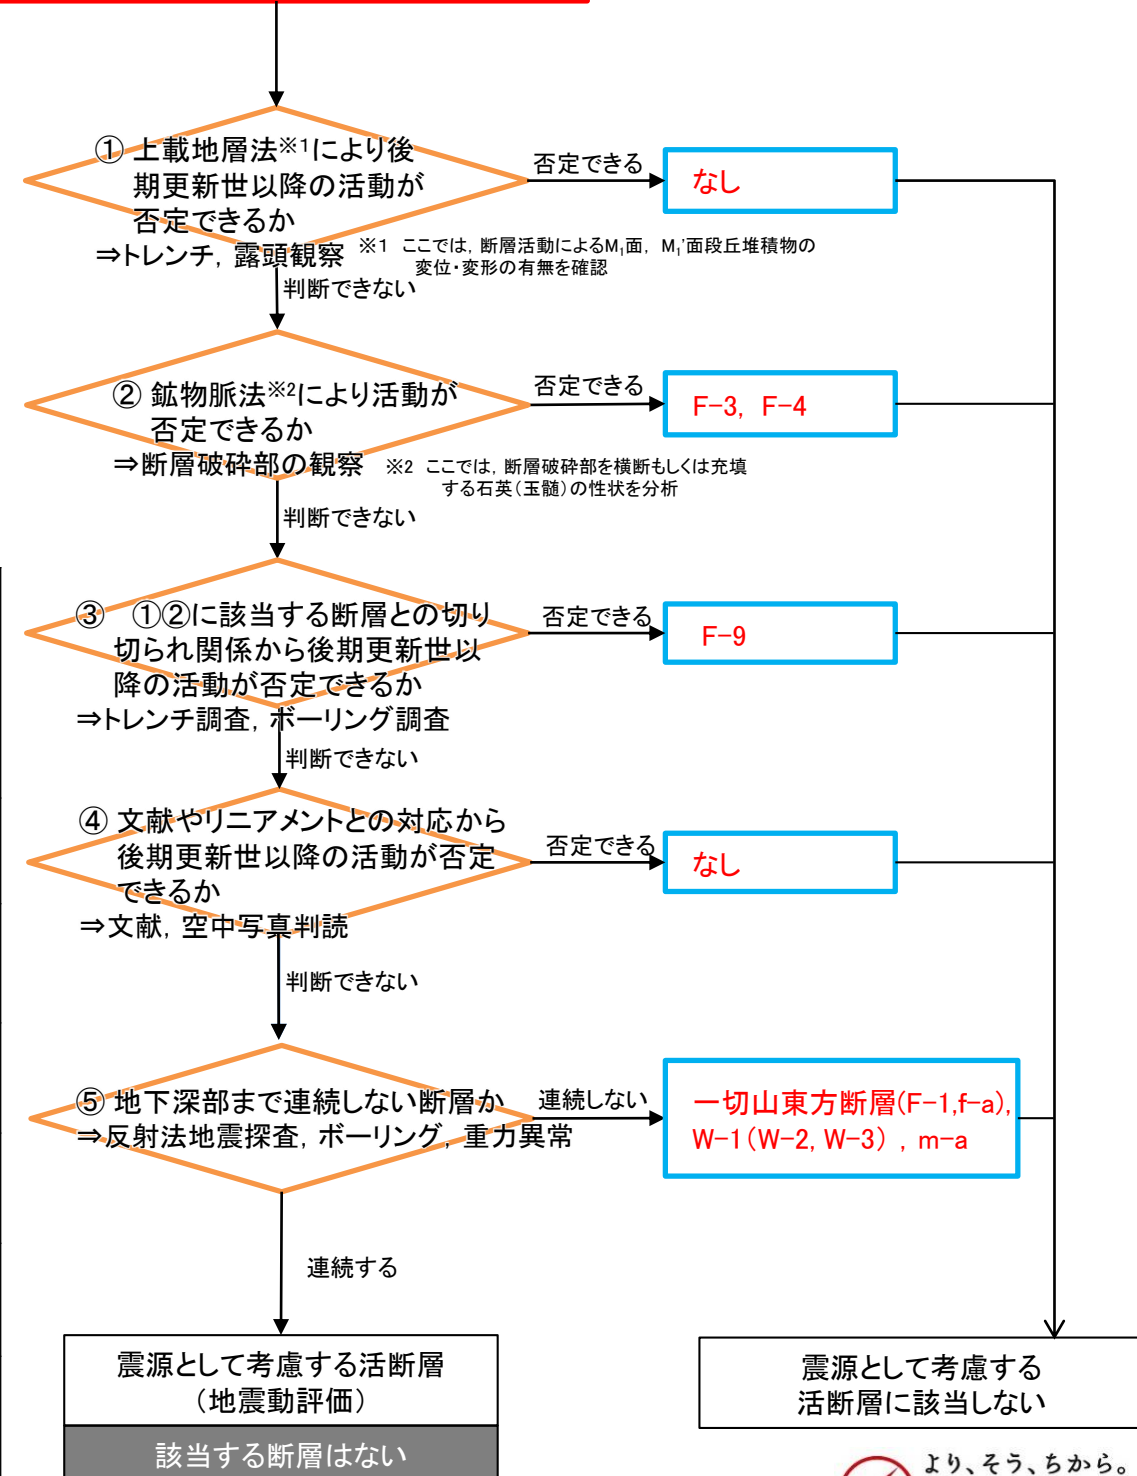 ① 上載地層法※1により後
期更新世以降の活動が
否定できるか
⇒トレンチ, 露頭観察
否定できる
なし
※1 ここでは, 断層活動によるM1面, M1'面段丘堆積物の
変位・変形の有無を確認
判断できない
② 鉱物脈法※2により活動が
否定できるか
⇒断層破砕部の観察
否定できる
F-3, F-4
※2 ここでは, 断層破砕部を横断もしくは充填
する石英(玉髄)の性状を分析
判断できない
③ ①②に該当する断層との切り
切られ関係から後期更新世以
降の活動が否定できるか
⇒トレンチ調査, ボーリング調査
否定できる
F-9
判断できない
④ 文献やリニアメントとの対応から
後期更新世以降の活動が否定
できるか
⇒文献, 空中写真判読
否定できる
なし
判断できない
⑤ 地下深部まで連続しない断層か
⇒反射法地震探査, ボーリング, 重力異常
連続しない
一切山東方断層(F-1,f-a),
W-1(W-2, W-3) , m-a
連続する
震源として考慮する活断層
(地震動評価)
該当する断層はない
震源として考慮する
活断層に該当しない
より、そう、ちから。